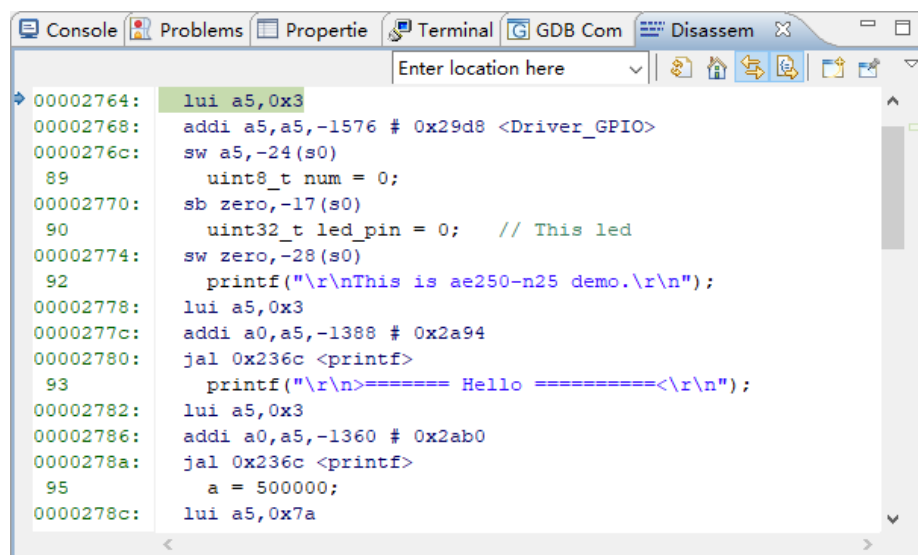 Console Problems Propertie Terminal GDB Com Disassem
Enter location here
00002764: lui a5,0x3
00002768: addi a5,a5,-1576 # 0x29d8 <Driver_GPIO>
0000276c: sw a5,-24(s0)
89 uint8_t num = 0;
00002770: sb zero,-17(s0)
90 uint32_t led_pin = 0; // This led
00002774: sw zero,-28(s0)
92 printf("\r\nThis is ae250-n25 demo.\r\n");
00002778: lui a5,0x3
0000277c: addi a0,a5,-1388 # 0x2a94
00002780: jal 0x236c <printf>
93 printf("\r\n>======= Hello ==========<\r\n");
00002782: lui a5,0x3
00002786: addi a0,a5,-1360 # 0x2ab0
0000278a: jal 0x236c <printf>
95 a = 500000;
0000278c: lui a5,0x7a